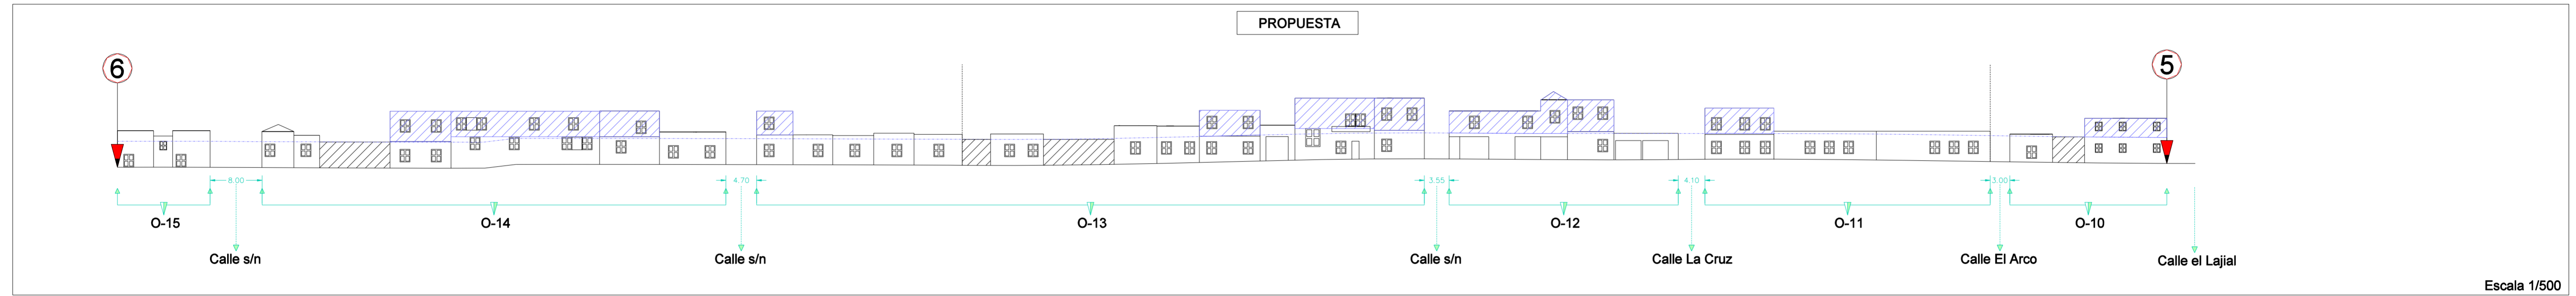 PROPUESTA
6
5
8.00
4.70
3.55
4.10
3.00
O-15
O-14
O-13
O-12
O-11
O-10
Calle s/n
Calle s/n
Calle s/n
Calle La Cruz
Calle El Arco
Calle el Lajial
Escala 1/500